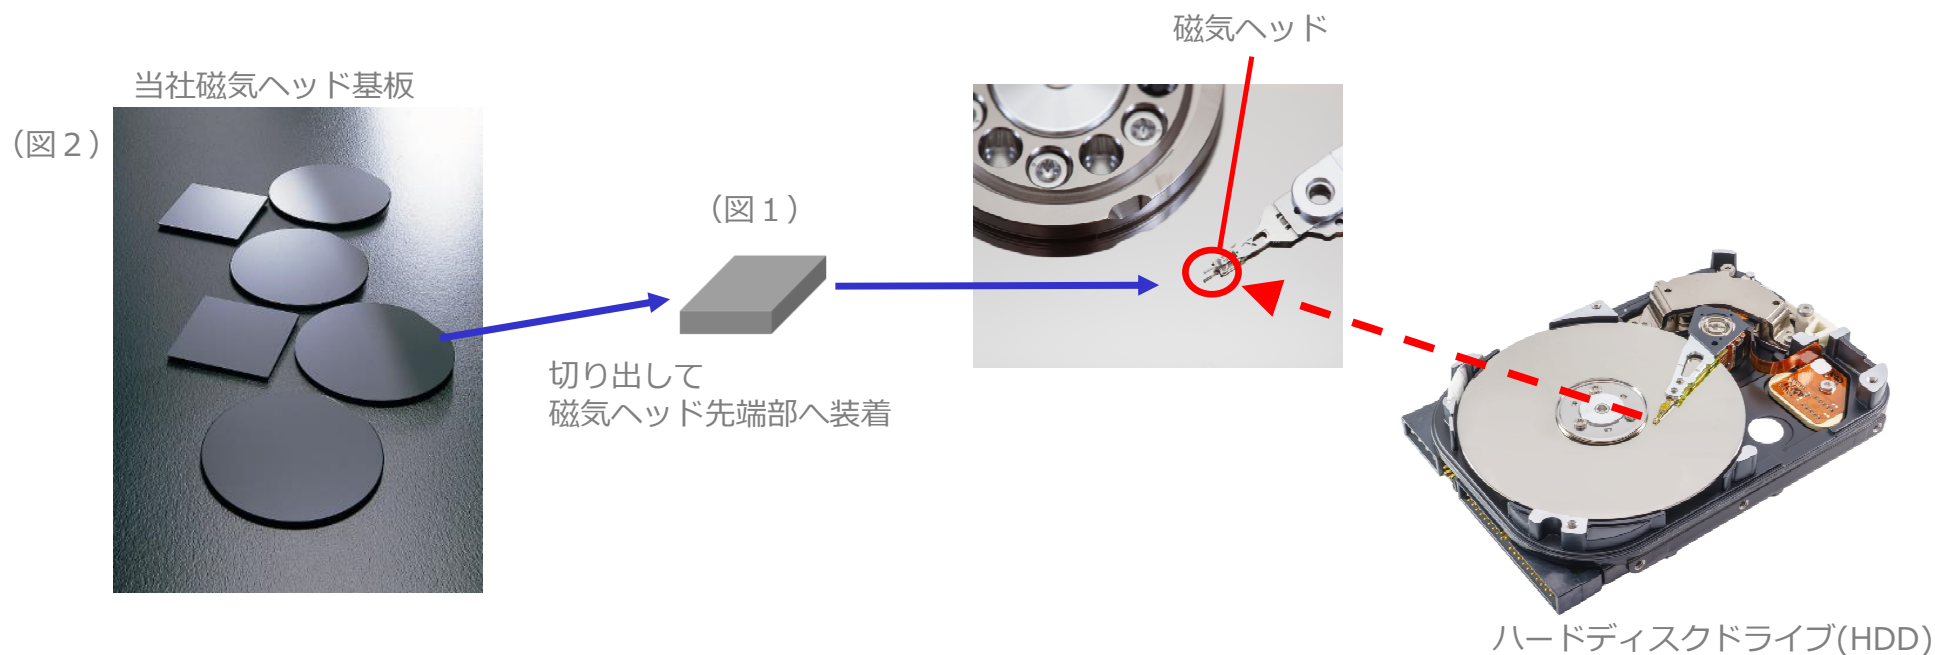 磁気ヘッド
当社磁気ヘッド基板
（図２）
（図１）
切り出して
磁気ヘッド先端部へ装着
ハードディスクドライブ(HDD)